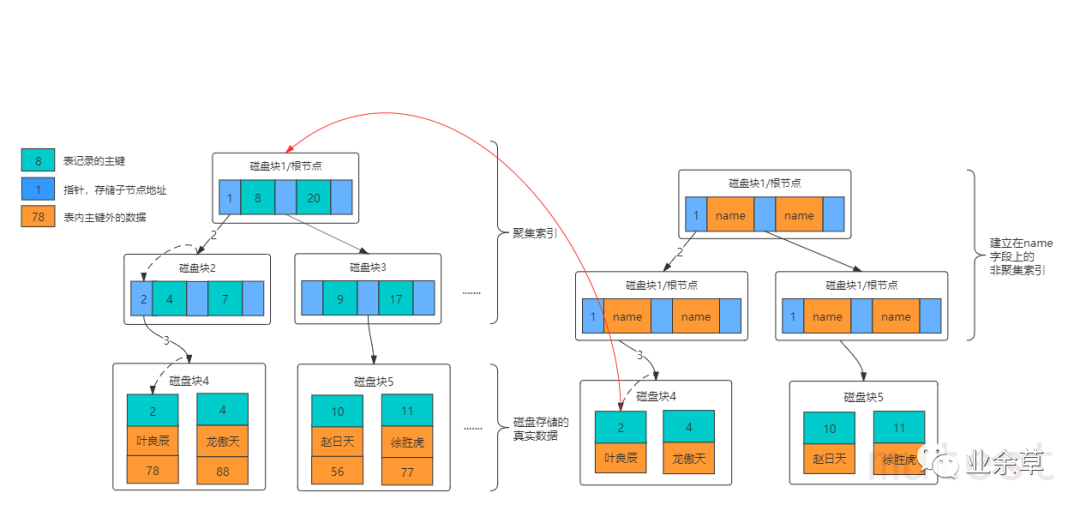 8 表记录的主键
1 指针，存储子节点地址
78 表内主键外的数据
磁盘块1/根节点
1 8 20
2
磁盘块2
2 4 7
磁盘块3
9 17
.......
聚集索引
3
磁盘块4
2 4
叶良辰 龙傲天
78 88
磁盘块5
10 11
赵日天 徐胜虎
56 77
.......
磁盘存储的
真实数据
磁盘块1/根节点
1 name name
2
磁盘块1/根节点
1 name name
磁盘块1/根节点
1 name name
建立在name
字段上的
非聚集索引
3
磁盘块4
2 4
叶良辰 龙傲天
磁盘块5
10 11
赵日天 徐胜虎
业余草